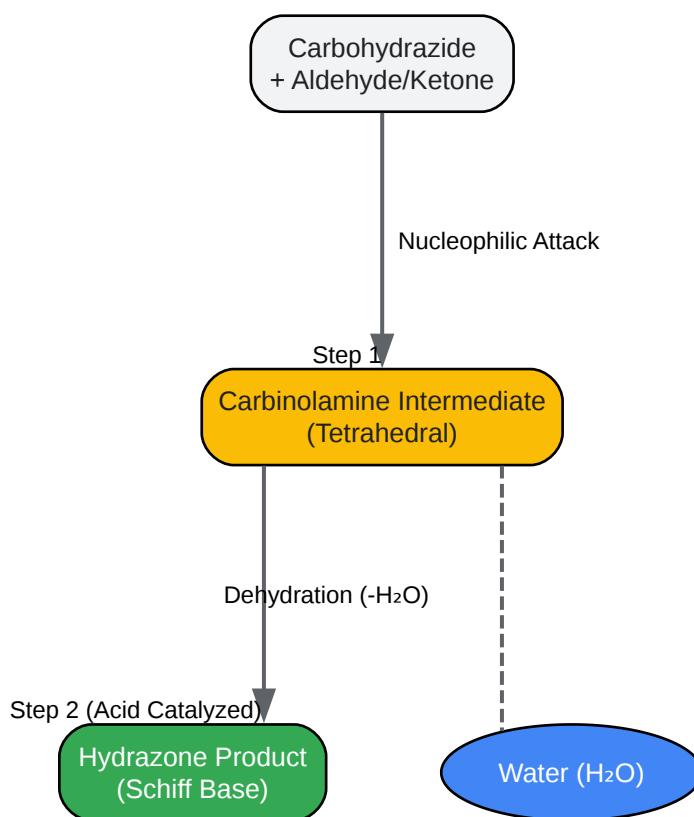 Carbohydrazide
+ Aldehyde/Ketone
Nucleophilic Attack
Step 1
Carbinolamine Intermediate
(Tetrahedral)
Dehydration (-H₂O)
Step 2 (Acid Catalyzed)
Hydrazone Product
(Schiff Base)
Water (H₂O)